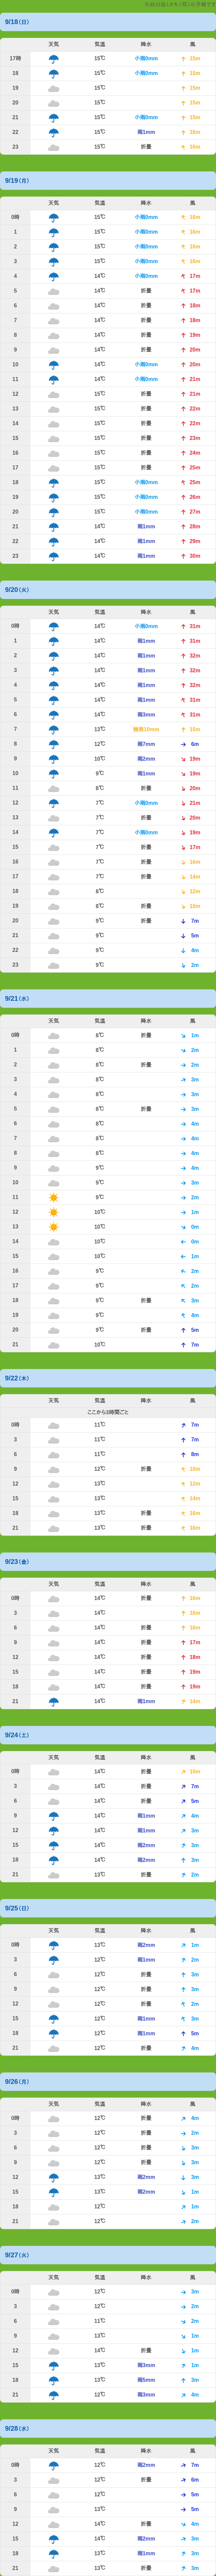 9/18(日)
天気 気温 降水 風
17時 15℃ 小雨0mm 15m
18 15℃ 小雨0mm 15m
19 15℃ 15m
20 15℃ 15m
21 15℃ 小雨0mm 15m
22 15℃ 雨1mm 16m
23 15℃ 折畳 16m
9/19(月)
天気 気温 降水 風
0時 15℃ 小雨0mm 16m
1 15℃ 小雨0mm 16m
2 15℃ 小雨0mm 16m
3 15℃ 小雨0mm 16m
4 14℃ 小雨0mm 17m
5 14℃ 折畳 17m
6 14℃ 折畳 18m
7 14℃ 折畳 18m
8 14℃ 折畳 19m
9 14℃ 折畳 20m
10 14℃ 小雨0mm 20m
11 14℃ 小雨0mm 21m
12 15℃ 折畳 21m
13 15℃ 折畳 22m
14 15℃ 折畳 22m
15 15℃ 折畳 23m
16 15℃ 折畳 24m
17 15℃ 折畳 25m
18 15℃ 小雨0mm 25m
19 15℃ 小雨0mm 26m
20 15℃ 小雨0mm 27m
21 14℃ 雨1mm 28m
22 14℃ 雨1mm 29m
23 14℃ 雨1mm 30m
9/20(火)
天気 気温 降水 風
0時 14℃ 小雨0mm 31m
1 14℃ 雨1mm 31m
2 14℃ 雨1mm 32m
3 14℃ 雨1mm 32m
4 14℃ 雨1mm 32m
5 14℃ 雨1mm 31m
6 14℃ 雨3mm 31m
7 13℃ 強雨10mm 15m
8 12℃ 雨7mm 6m
9 10℃ 雨2mm 19m
10 9℃ 雨1mm 19m
11 8℃ 折畳 20m
12 7℃ 小雨0mm 21m
13 7℃ 折畳 20m
14 7℃ 小雨0mm 19m
15 7℃ 折畳 17m
16 7℃ 折畳 16m
17 7℃ 折畳 14m
18 8℃ 12m
19 8℃ 折畳 10m
20 9℃ 折畳 7m
21 9℃ 5m
22 9℃ 4m
23 9℃ 2m
9/21(水)
天気 気温 降水 風
0時 8℃ 折畳 1m
1 8℃ 2m
2 8℃ 折畳 2m
3 8℃ 3m
4 8℃ 3m
5 8℃ 折畳 3m
6 8℃ 4m
7 8℃ 4m
8 8℃ 4m
9 9℃ 4m
10 9℃ 3m
11 9℃ 2m
12 10℃ 1m
13 10℃ 0m
14 10℃ 0m
15 10℃ 1m
16 9℃ 2m
17 9℃ 2m
18 9℃ 折畳 3m
19 9℃ 4m
20 9℃ 折畳 5m
21 10℃ 7m
9/22(木)
天気 気温 降水 風
ここから3時間ごと
0時 11℃ 7m
3 11℃ 7m
6 11℃ 8m
9 12℃ 折畳 10m
12 13℃ 12m
15 13℃ 14m
18 13℃ 折畳 16m
21 13℃ 折畳 16m
9/23(金)
天気 気温 降水 風
0時 14℃ 折畳 16m
3 14℃ 16m
6 14℃ 折畳 16m
9 14℃ 折畳 17m
12 14℃ 折畳 18m
15 14℃ 折畳 19m
18 14℃ 折畳 19m
21 14℃ 雨1mm 14m
9/24(土)
天気 気温 降水 風
0時 14℃ 折畳 10m
3 14℃ 折畳 7m
6 14℃ 折畳 5m
9 14℃ 雨1mm 4m
12 14℃ 雨1mm 3m
15 14℃ 雨2mm 3m
18 14℃ 雨2mm 3m
21 13℃ 折畳 2m
9/25(日)
天気 気温 降水 風
0時 13℃ 雨2mm 1m
3 12℃ 雨1mm 2m
6 12℃ 折畳 3m
9 12℃ 折畳 3m
12 12℃ 折畳 2m
15 12℃ 雨1mm 3m
18 12℃ 雨1mm 5m
21 12℃ 折畳 4m
9/26(月)
天気 気温 降水 風
0時 12℃ 折畳 4m
3 12℃ 折畳 2m
6 12℃ 折畳 3m
9 12℃ 折畳 3m
12 13℃ 雨2mm 3m
15 13℃ 雨2mm 1m
18 12℃ 1m
21 12℃ 2m
9/27(火)
天気 気温 降水 風
0時 12℃ 3m
3 12℃ 2m
6 11℃ 2m
9 13℃ 1m
12 14℃ 折畳 1m
15 13℃ 雨3mm 1m
18 13℃ 雨5mm 3m
21 12℃ 雨3mm 4m
9/28(水)
天気 気温 降水 風
0時 12℃ 雨2mm 7m
3 12℃ 折畳 6m
6 12℃ 5m
9 13℃ 5m
12 14℃ 折畳 4m
15 14℃ 雨2mm 3m
18 13℃ 雨1mm 3m
21 13℃ 折畳 3m